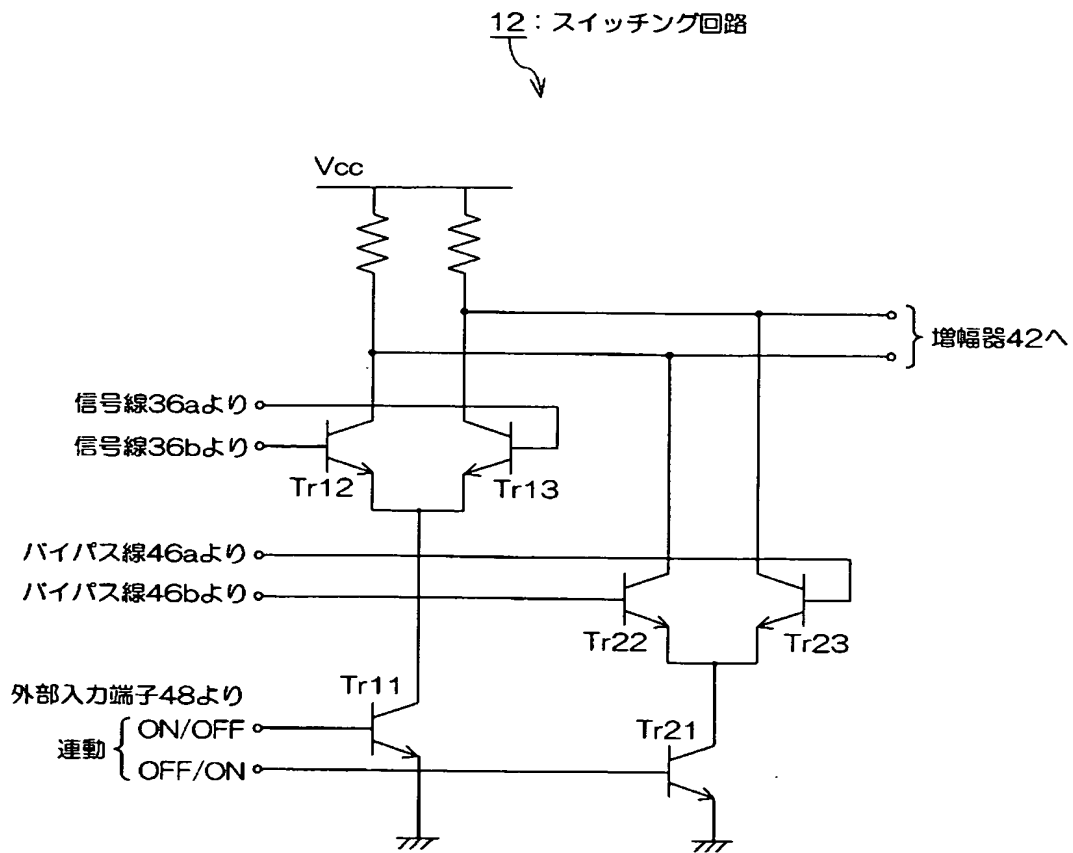 12：スイッチング回路
Vcc
増幅器42へ
信号線36aより
信号線36bより
Tr12
Tr13
バイパス線46aより
バイパス線46bより
Tr22
Tr23
外部入力端子48より
Tr11
連動
ON/OFF
Tr21
OFF/ON